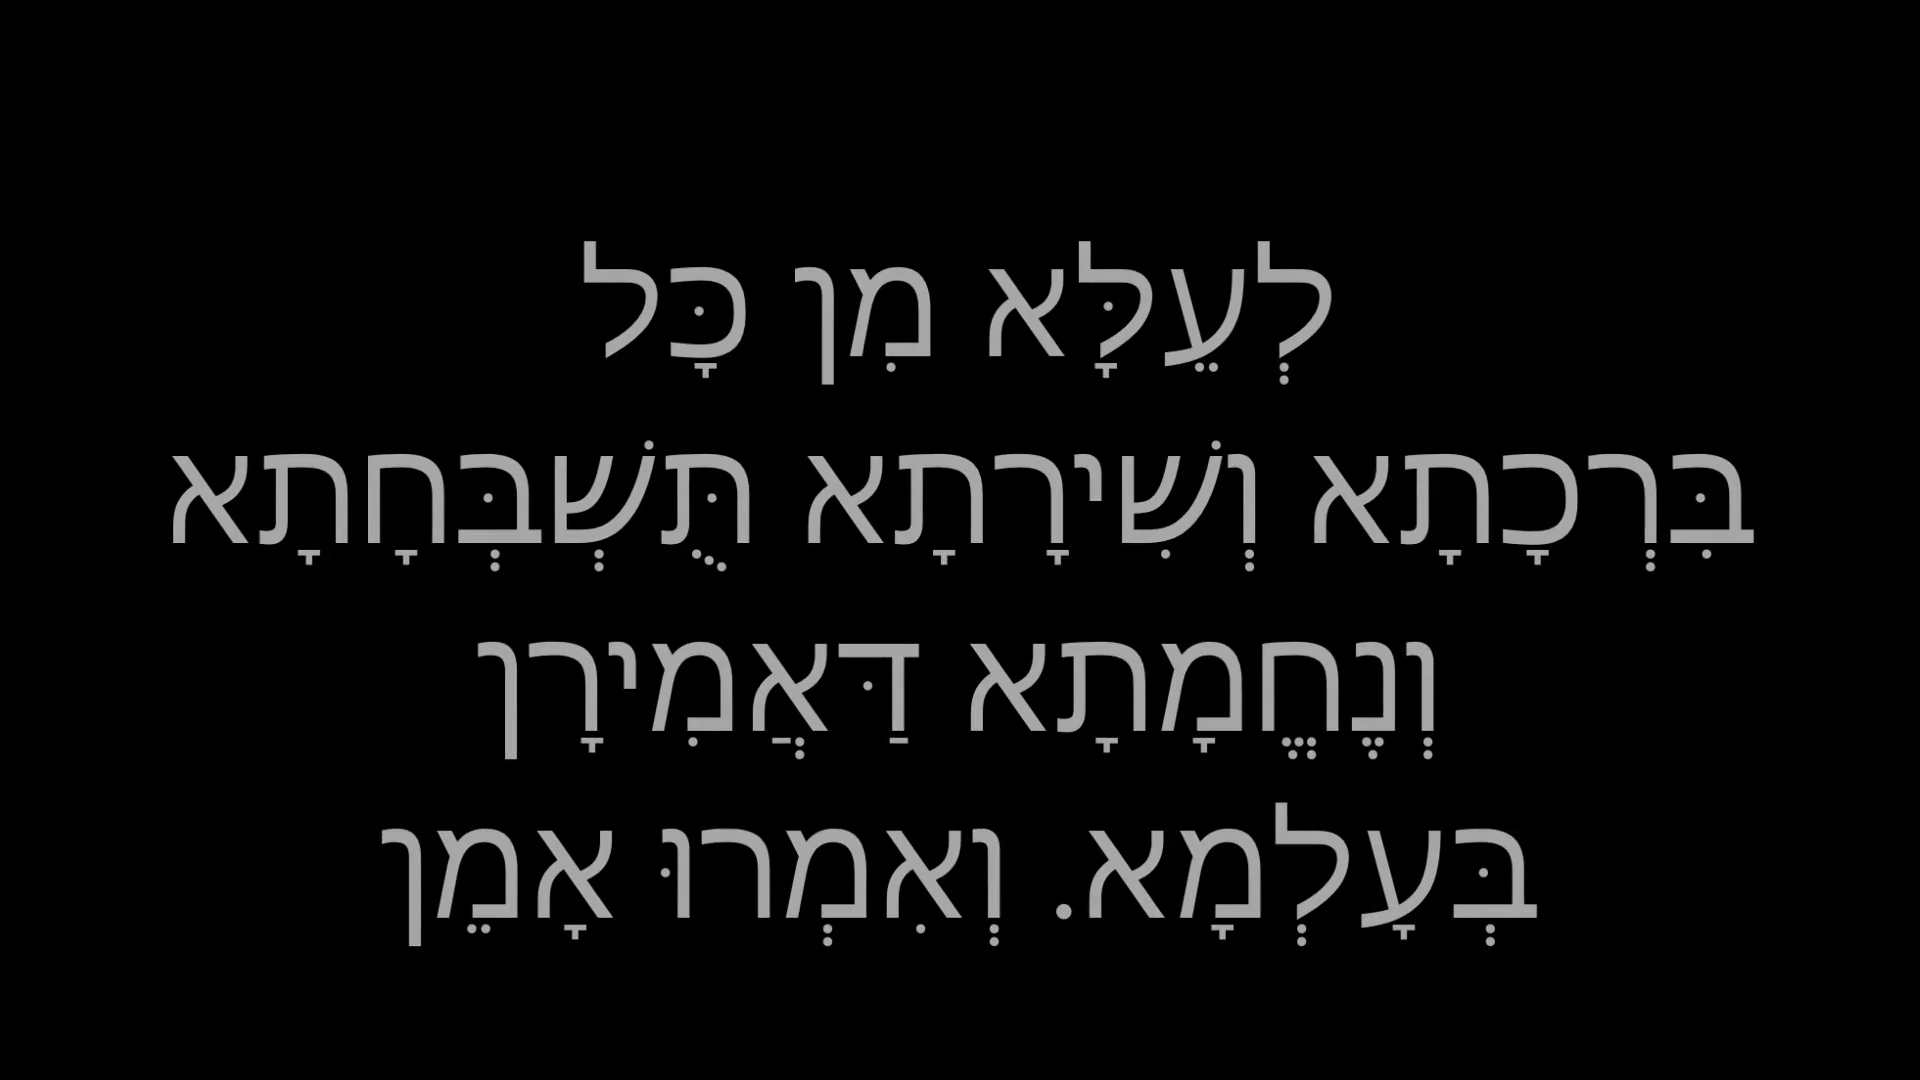 לְעֵלָּא מִן כָּל
בִּרְכָתָא וְשִׁירָתָא תֻּשְׁבְּחָתָא
וְנֶחֱמָתָא דַּאֲמִירָן
בְּעָלְמָא. וְאִמְרוּ אָמֵן